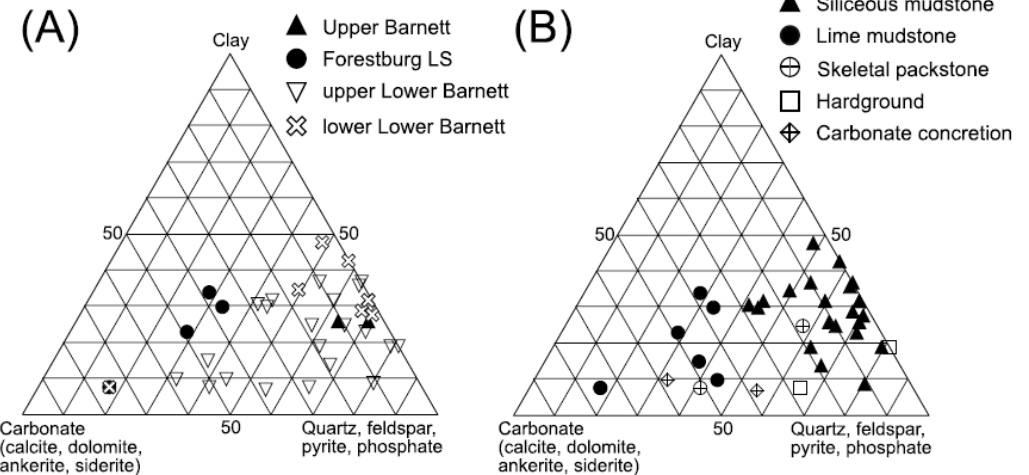 (A)
Clay
Upper Barnett
Forestburg LS
upper Lower Barnett
lower Lower Barnett
50
50
Carbonate
(calcite, dolomite,
ankerite, siderite)
50
Quartz, feldspar,
pyrite, phosphate
(B)
Clay
Siliceous mudstone
Lime mudstone
Skeletal packstone
Hardground
Carbonate concretion
50
50
Carbonate
(calcite, dolomite,
ankerite, siderite)
50
Quartz, feldspar,
pyrite, phosphate